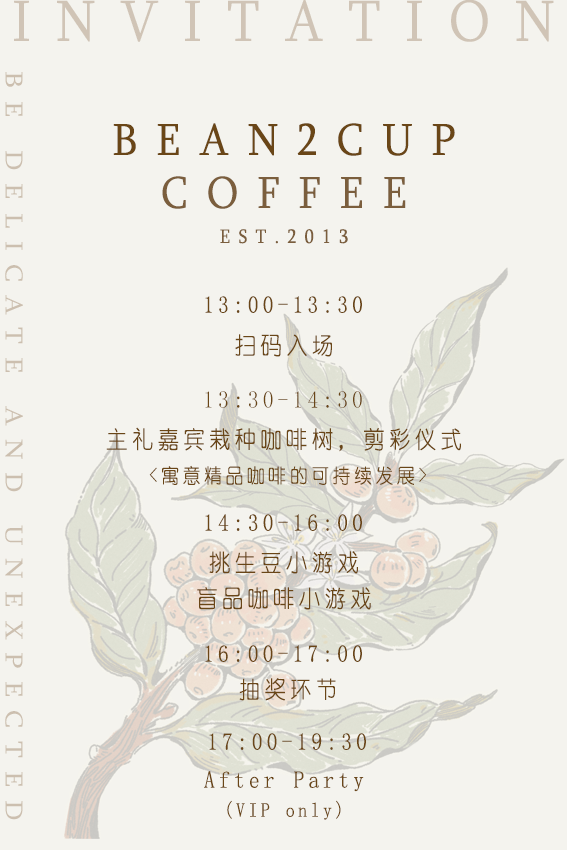 INVITATION
BE DELICATE AND UNEXPECTED
BEAN2CUP
COFFEE
EST.2013
13:00-13:30
扫码入场
13:30-14:30
主礼嘉宾栽种咖啡树，剪彩仪式
〈寓意精品咖啡的可持续发展〉
14:30-16:00
挑生豆小游戏
盲品咖啡小游戏
16:00-17:00
抽奖环节
17:00-19:30
After Party
(VIP only)